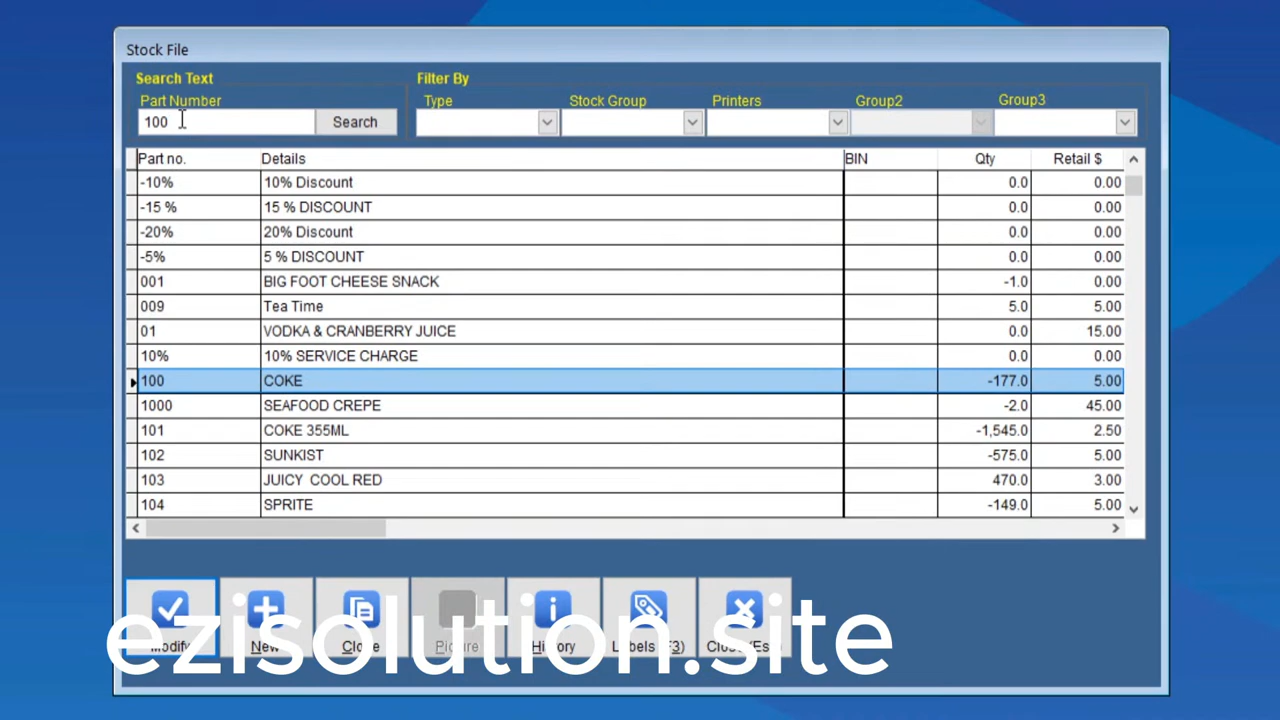 Stock File
Search Text
Filter By
Part Number
Type
Stock Group
Printers
Group2
Group3
100
Search
Part no. Details BIN Qty Retail $
-10% 10% Discount 0.0 0.00
-15 % 15 % DISCOUNT 0.0 0.00
-20% 20% Discount 0.0 0.00
-5% 5 % DISCOUNT 0.0 0.00
001 BIG FOOT CHEESE SNACK -1.0 0.00
009 Tea Time 5.0 5.00
01 VODKA & CRANBERRY JUICE 0.0 15.00
10% 10% SERVICE CHARGE 0.0 0.00
100 COKE -177.0 5.00
1000 SEAFOOD CREPE -2.0 45.00
101 COKE 355ML -1,545.0 2.50
102 SUNKIST -575.0 5.00
103 JUICY COOL RED 470.0 3.00
104 SPRITE -149.0 5.00
Modify New Picture History Labels (F3)
ezisolution.site